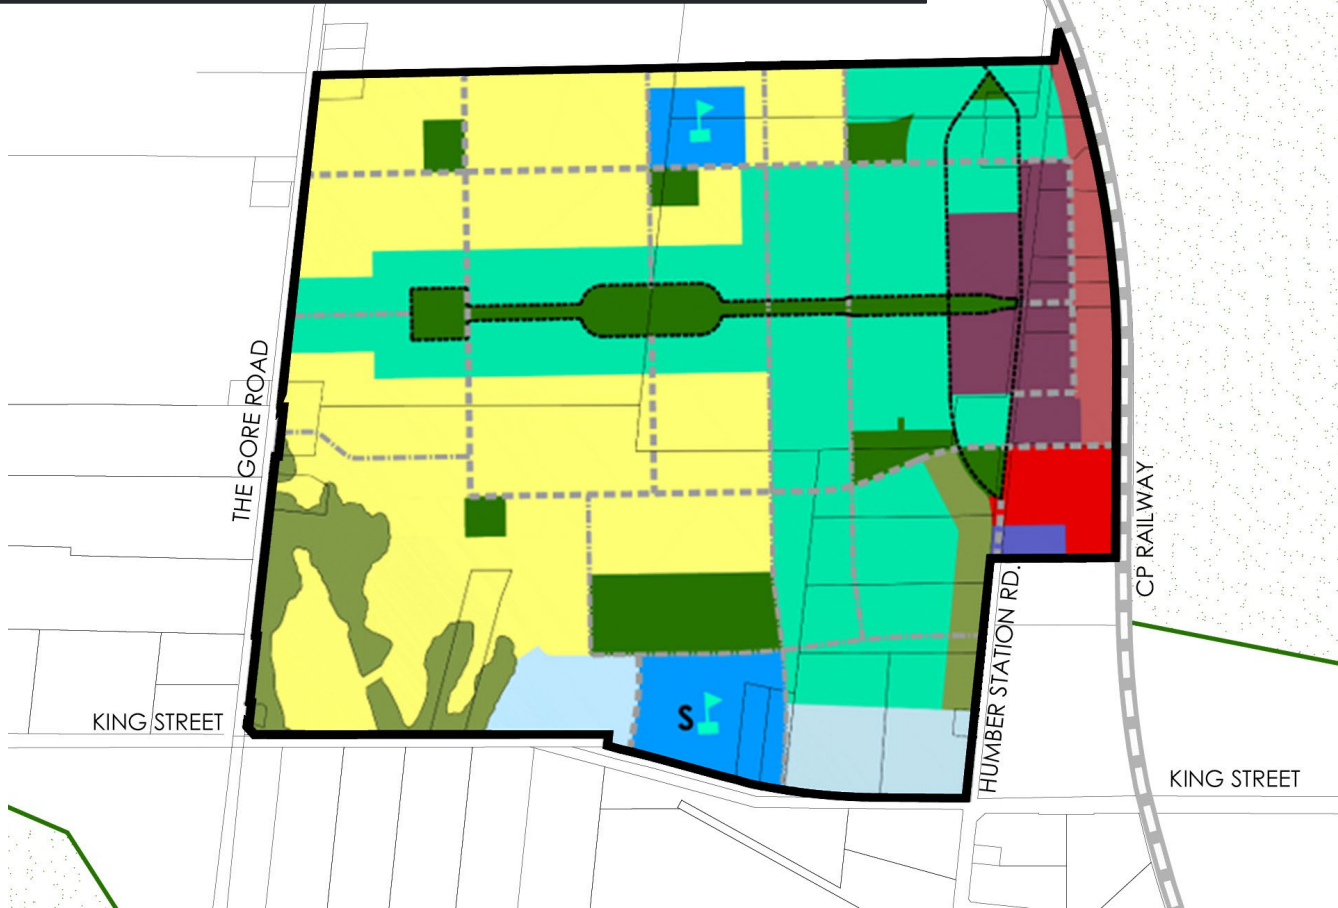 THE GORE ROAD
CP RAILWAY
HUMBER STATION RD.
S
KING STREET
KING STREET